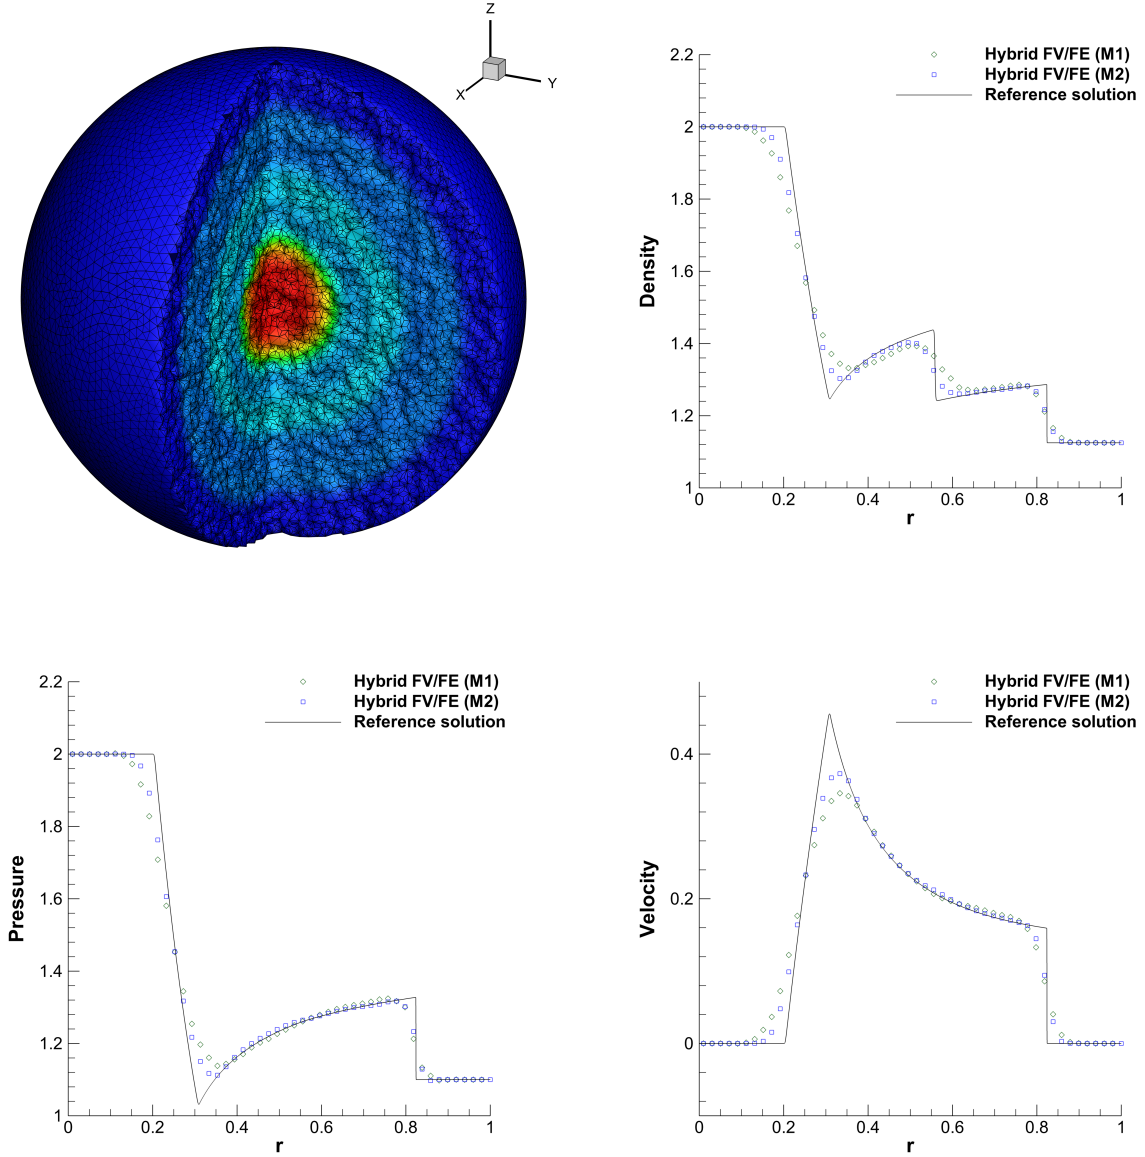 Z
Y
X
Hybrid FV/FE (M1)
Hybrid FV/FE (M2)
Reference solution
2.2
2
1.8
1.6
1.4
1.2
1
Density
0 0.2 0.4 0.6 0.8 1
r
Hybrid FV/FE (M1)
Hybrid FV/FE (M2)
Reference solution
2.2
2
1.8
1.6
1.4
1.2
1
Pressure
0 0.2 0.4 0.6 0.8 1
r
Hybrid FV/FE (M1)
Hybrid FV/FE (M2)
Reference solution
0.4
0.2
0
Velocity
0 0.2 0.4 0.6 0.8 1
r